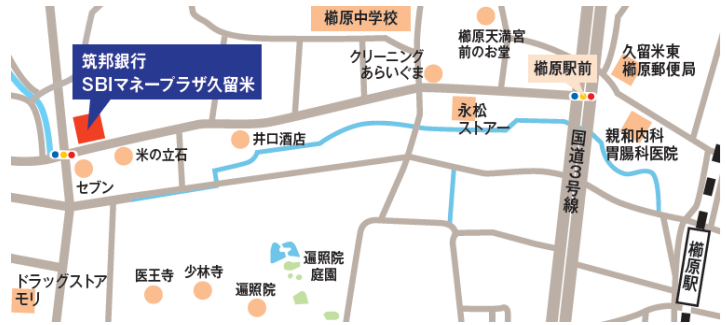 櫛原中学校
櫛原天満宮
前のお堂
久留米東
櫛原郵便局
筑邦銀行
SBIマネープラザ久留米
クリーニング
あらいぐま
櫛原駅前
永松
ストアー
井口酒店
米の立石
セブン
親和内科
胃腸科医院
国道3号線
櫛原駅
遍照院
庭園
ドラッグストア
モリ
医王寺
少林寺
遍照院